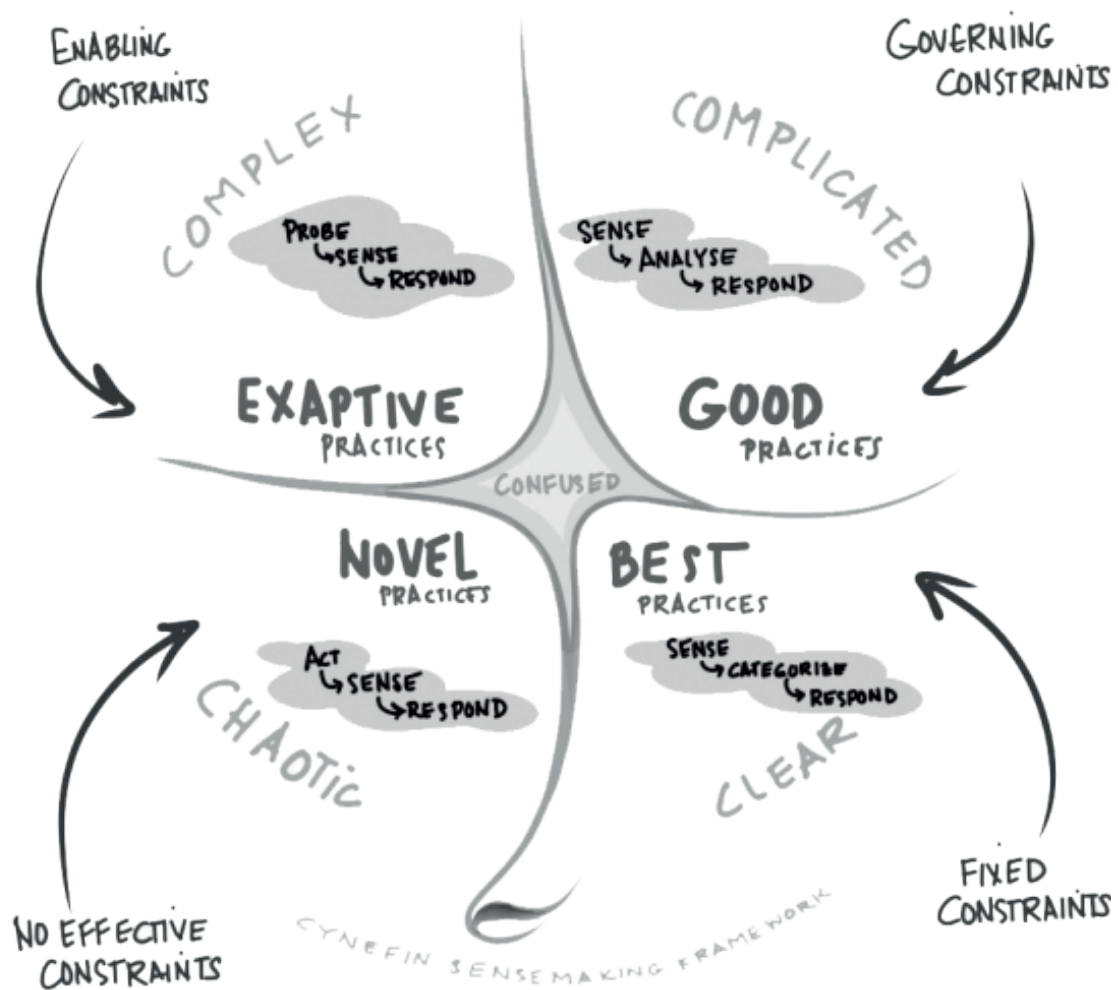 ENABLING
CONSTRAINTS
GOVERNING
CONSTRAINTS
COMPLEX
COMPLICATED
PROBE
SENSE
RESPOND
SENSE
ANALYSE
RESPOND
EXAPTIVE
PRACTICES
GOOD
PRACTICES
CONFUSED
NOVEL
PRACTICES
BEST
PRACTICES
ACT
SENSE
RESPOND
SENSE
CATEGORISE
RESPOND
CHAOTIC
CLEAR
NO EFFECTIVE
CONSTRAINTS
FIXED
CONSTRAINTS
CYNEFIN SENSEMAKING FRAMEWORK